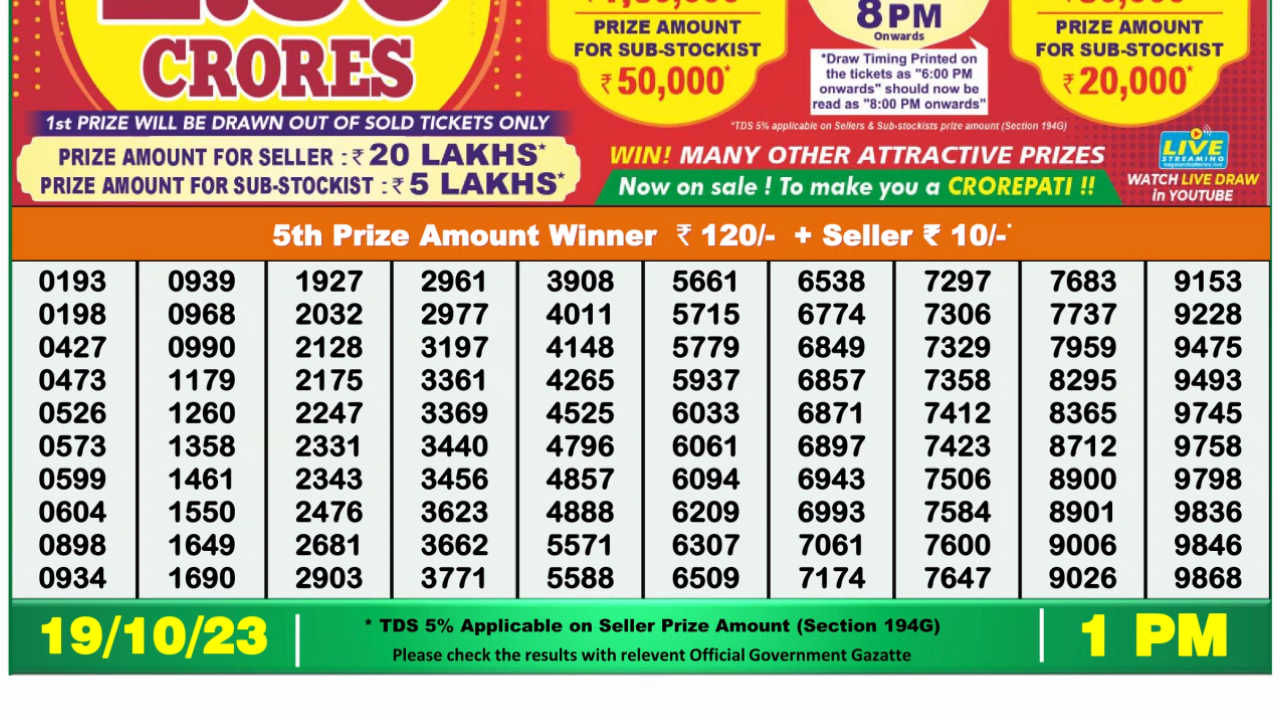 CRORES
1st PRIZE WILL BE DRAWN OUT OF SOLD TICKETS ONLY
PRIZE AMOUNT FOR SELLER : ₹ 20 LAKHS*
PRIZE AMOUNT FOR SUB-STOCKIST : ₹ 5 LAKHS*
PRIZE AMOUNT
FOR SUB-STOCKIST
₹ 50,000*
8 PM
Onwards
*Draw Timing Printed on
the tickets as "6:00 PM
onwards" should now be
read as "8:00 PM onwards"
PRIZE AMOUNT
FOR SUB-STOCKIST
₹ 20,000*
*TDS 5% applicable on Sellers & Sub-stockists prize amount (Section 194G)
WIN! MANY OTHER ATTRACTIVE PRIZES
Now on sale ! To make you a CROREPATI !!
LIVE
STREAMING
WATCH LIVE DRAW
in YOUTUBE
5th Prize Amount Winner ₹ 120/- + Seller ₹ 10/-*
0193 0939 1927 2961 3908 5661 6538 7297 7683 9153
0198 0968 2032 2977 4011 5715 6774 7306 7737 9228
0427 0990 2128 3197 4148 5779 6849 7329 7959 9475
0473 1179 2175 3361 4265 5937 6857 7358 8295 9493
0526 1260 2247 3369 4525 6033 6871 7412 8365 9745
0573 1358 2331 3440 4796 6061 6897 7423 8712 9758
0599 1461 2343 3456 4857 6094 6943 7506 8900 9798
0604 1550 2476 3623 4888 6209 6993 7584 8901 9836
0898 1649 2681 3662 5571 6307 7061 7600 9006 9846
0934 1690 2903 3771 5588 6509 7174 7647 9026 9868
19/10/23
* TDS 5% Applicable on Seller Prize Amount (Section 194G)
Please check the results with relevent Official Government Gazatte
1 PM